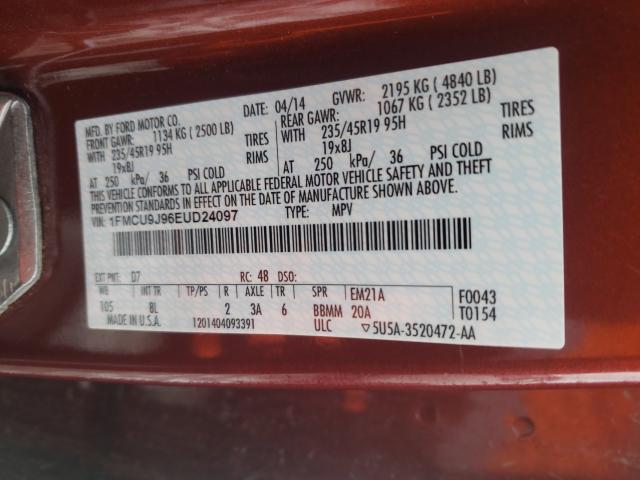 MFD. BY FORD MOTOR CO.
DATE: 04/14 GVWR: 2195 KG ( 4840 LB)
FRONT GAWR: 1134 KG ( 2500 LB)
REAR GAWR: 1067 KG ( 2352 LB)
WITH 235/45R19 95H TIRES
WITH 235/45R19 95H TIRES
19x8J RIMS
19x8J RIMS
AT 250 kPa/ 36 PSI COLD
AT 250 kPa/ 36 PSI COLD
THIS VEHICLE CONFORMS TO ALL APPLICABLE FEDERAL MOTOR VEHICLE SAFETY AND THEFT
PREVENTION STANDARDS IN EFFECT ON THE DATE OF MANUFACTURE SHOWN ABOVE.
VIN: 1FMCU9J96EUD24097 TYPE: MPV
EXT PNT: D7 RC: 48 DSO:
WB INT TR TP/PS R AXLE TR SPR EM21A F0043
105 8L 2 3A 6 BBMM 20A T0154
MADE IN U.S.A. 1201404093391 ULC ▽5U5A-3520472-AA